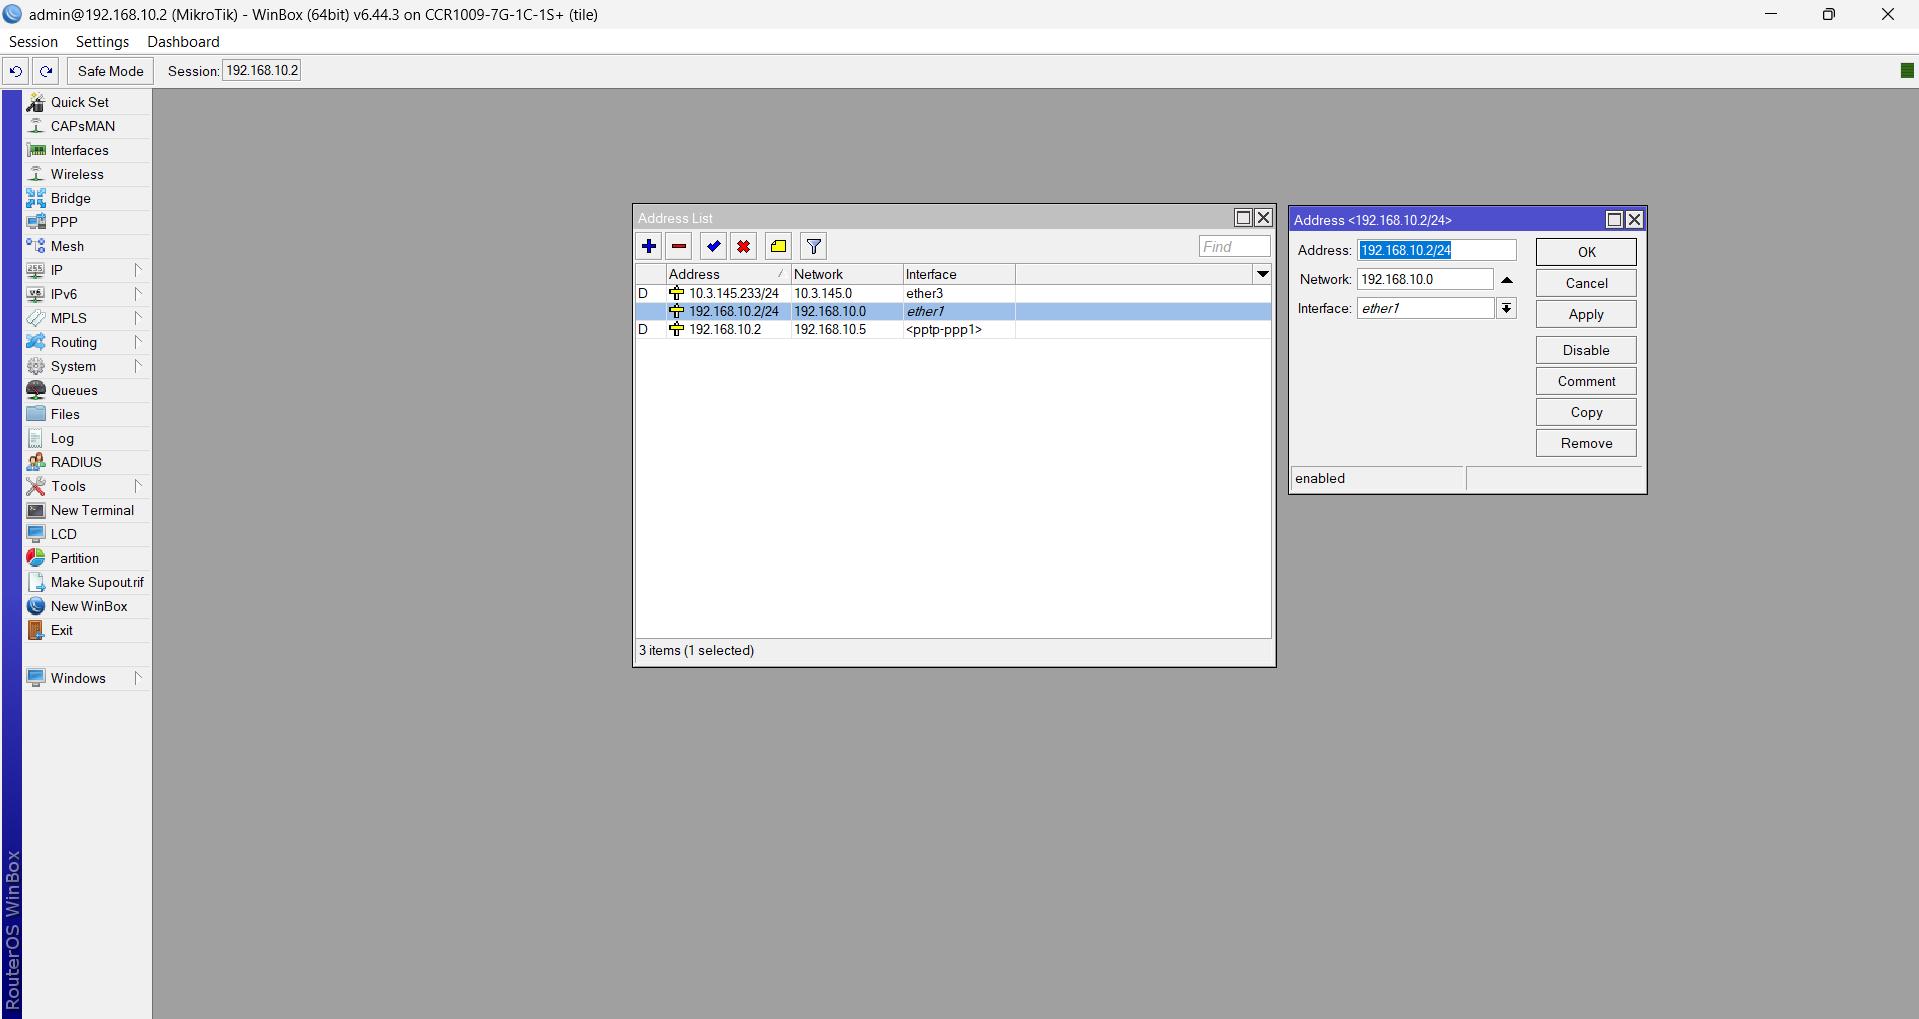 admin@192.168.10.2 (MikroTik) - WinBox (64bit) v6.44.3 on CCR1009-7G-1C-1S+ (tile)
Session Settings Dashboard
Safe Mode Session: 192.168.10.2
Quick Set
CAPsMAN
Interfaces
Wireless
Bridge
PPP
Mesh
IP
IPv6
MPLS
Routing
System
Queues
Files
Log
RADIUS
Tools
New Terminal
LCD
Partition
Make Supout.rif
New WinBox
Exit
Windows
RouterOS WinBox
Address List
Find
Address Network Interface
D 10.3.145.233/24 10.3.145.0 ether3
192.168.10.2/24 192.168.10.0 ether1
D 192.168.10.2 192.168.10.5 <pptp-ppp1>
3 items (1 selected)
Address <192.168.10.2/24>
Address: 192.168.10.2/24
Network: 192.168.10.0
Interface: ether1
OK
Cancel
Apply
Disable
Comment
Copy
Remove
enabled